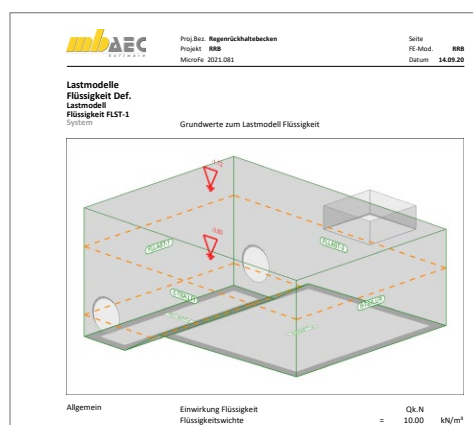 mbAEC
Software
Proj.Bez. Regenrückhaltebecken
Seite
Projekt RRB
FE-Mod. RRB
MicroFe 2021.081
Datum 14.09.20
Lastmodelle
Flüssigkeit Def.
Lastmodell
Flüssigkeit FLST-1
System
Grundwerte zum Lastmodell Flüssigkeit
Allgemein
Einwirkung Flüssigkeit Qk.N
Flüssigkeitswichte = 10.00 kN/m³